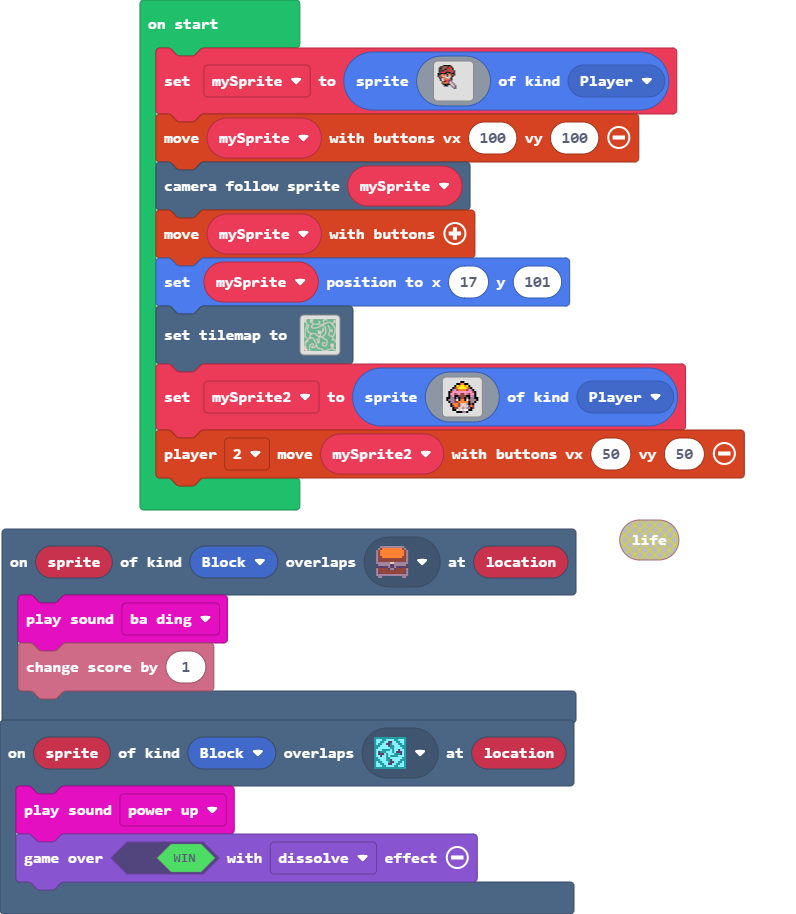 on start
set mySprite to sprite of kind Player
move mySprite with buttons vx 100 vy 100
camera follow sprite mySprite
move mySprite with buttons
set mySprite position to x 17 y 101
set tilemap to
set mySprite2 to sprite of kind Player
player 2 move mySprite2 with buttons vx 50 vy 50
life
on sprite of kind Block overlaps at location
play sound ba ding
change score by 1
on sprite of kind Block overlaps at location
play sound power up
game over WIN with dissolve effect